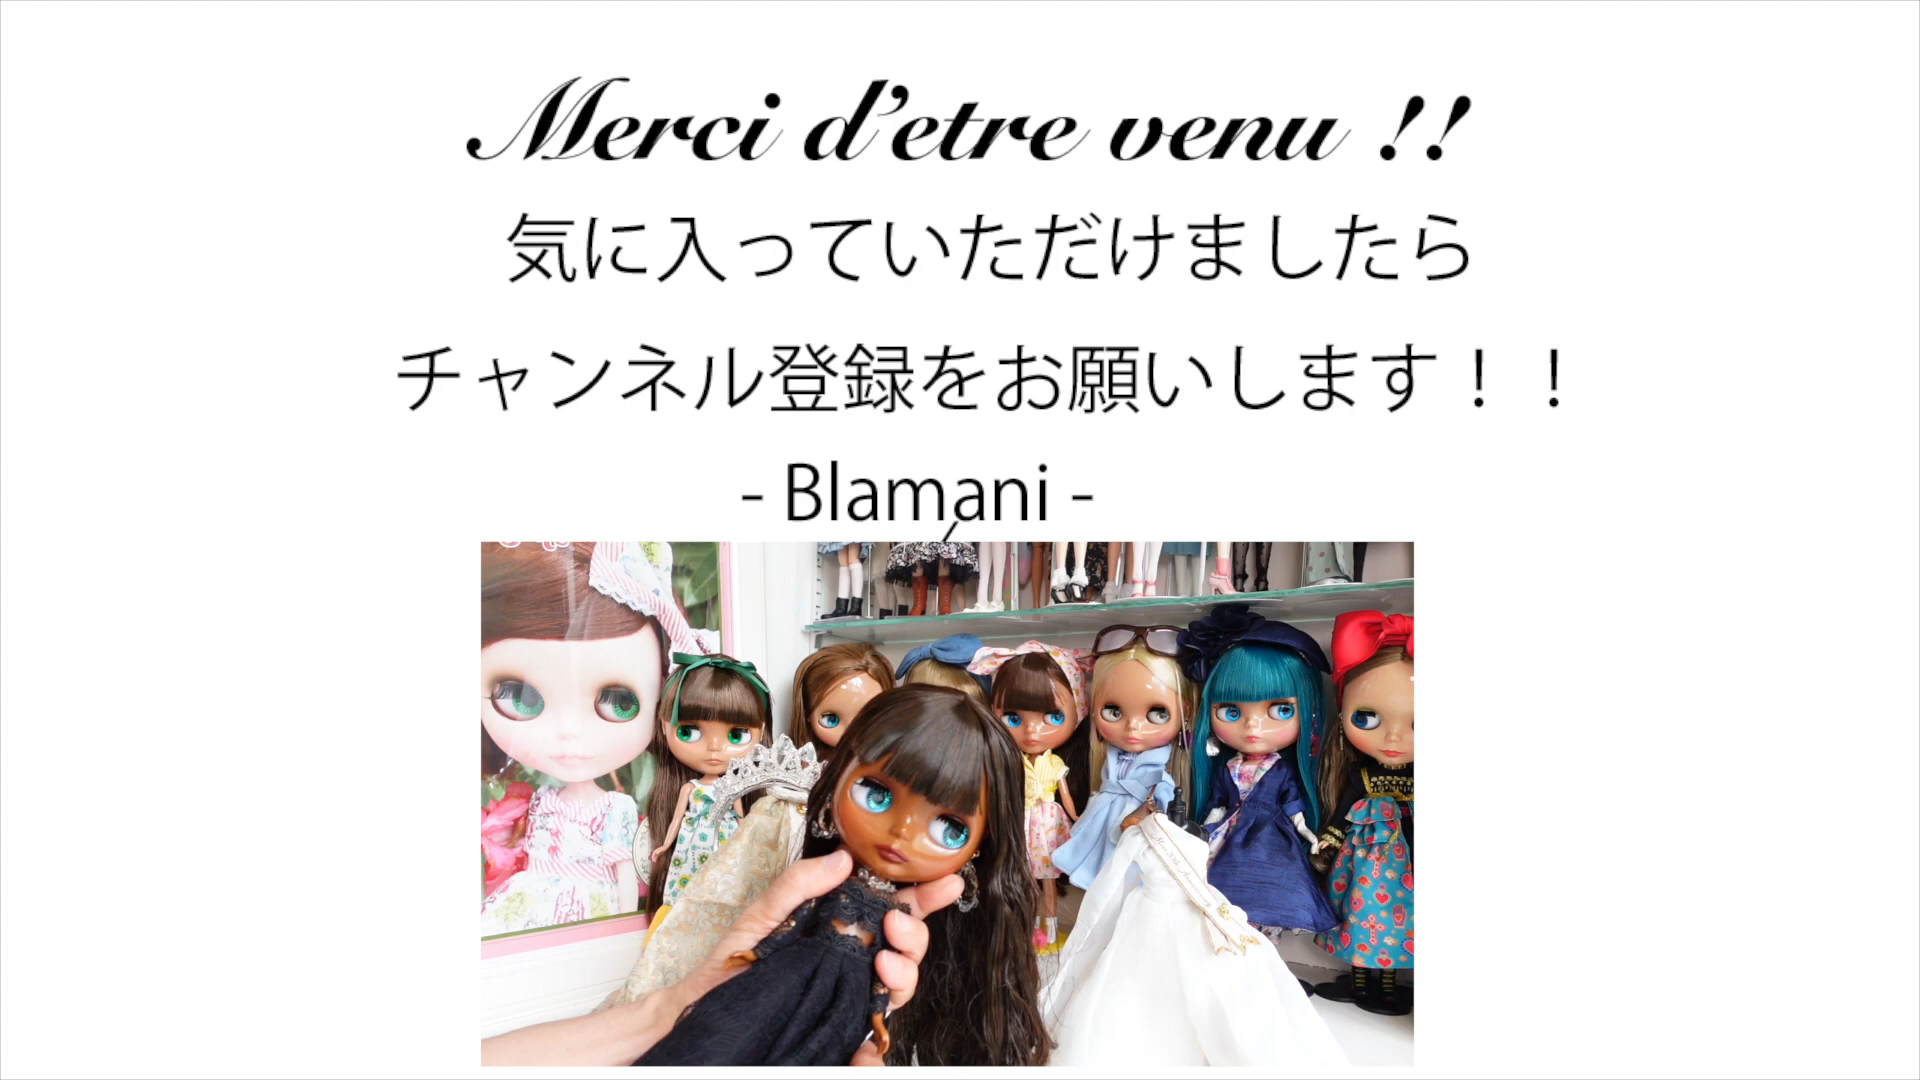 Merci d'etre venu !!
気に入っていただけましたら
チャンネル登録をお願いします！！
- Blamani -